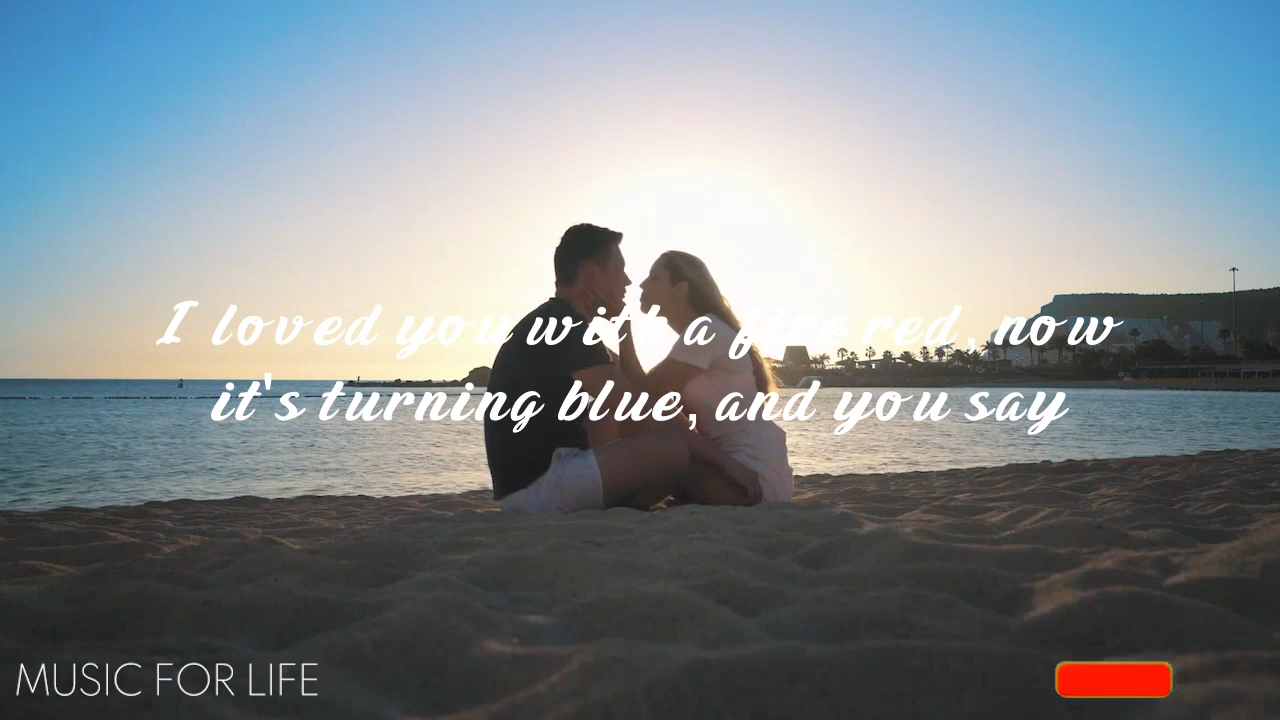 I loved you with a fire red, now
it's turning blue, and you say
MUSIC FOR LIFE